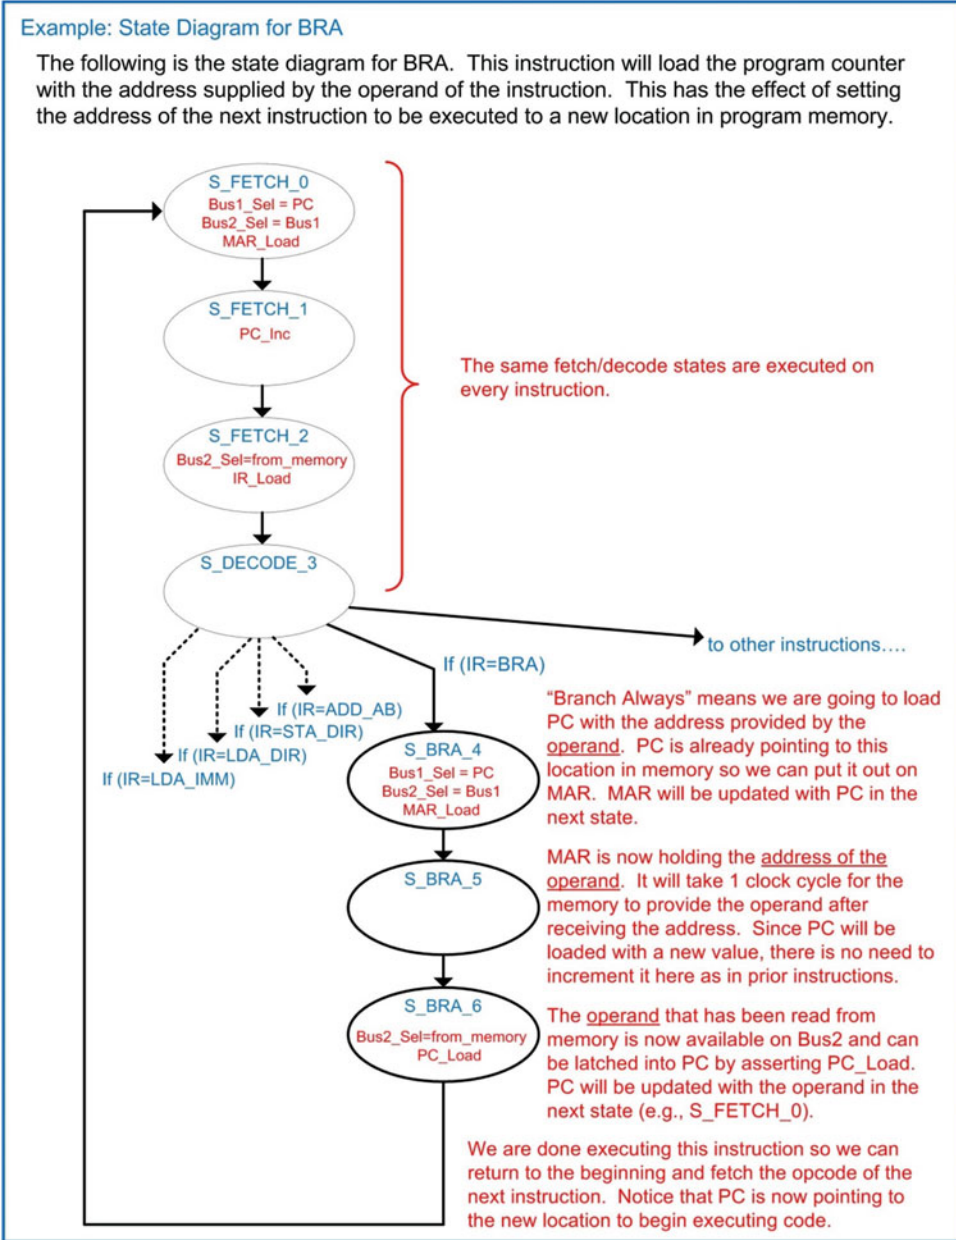 Example: State Diagram for BRA
The following is the state diagram for BRA. This instruction will load the program counter
with the address supplied by the operand of the instruction. This has the effect of setting
the address of the next instruction to be executed to a new location in program memory.
S_FETCH_0
Bus1_Sel = PC
Bus2_Sel = Bus1
MAR_Load
S_FETCH_1
PC_Inc
The same fetch/decode states are executed on
every instruction.
S_FETCH_2
Bus2_Sel=from_memory
IR_Load
S_DECODE_3
to other instructions….
If (IR=BRA)
If (IR=ADD_AB)
If (IR=STA_DIR)
If (IR=LDA_DIR)
If (IR=LDA_IMM)
S_BRA_4
Bus1_Sel = PC
Bus2_Sel = Bus1
MAR_Load
“Branch Always” means we are going to load
PC with the address provided by the
operand. PC is already pointing to this
location in memory so we can put it out on
MAR. MAR will be updated with PC in the
next state.
S_BRA_5
MAR is now holding the address of the
operand. It will take 1 clock cycle for the
memory to provide the operand after
receiving the address. Since PC will be
loaded with a new value, there is no need to
increment it here as in prior instructions.
S_BRA_6
Bus2_Sel=from_memory
PC_Load
The operand that has been read from
memory is now available on Bus2 and can
be latched into PC by asserting PC_Load.
PC will be updated with the operand in the
next state (e.g., S_FETCH_0).
We are done executing this instruction so we can
return to the beginning and fetch the opcode of the
next instruction. Notice that PC is now pointing to
the new location to begin executing code.